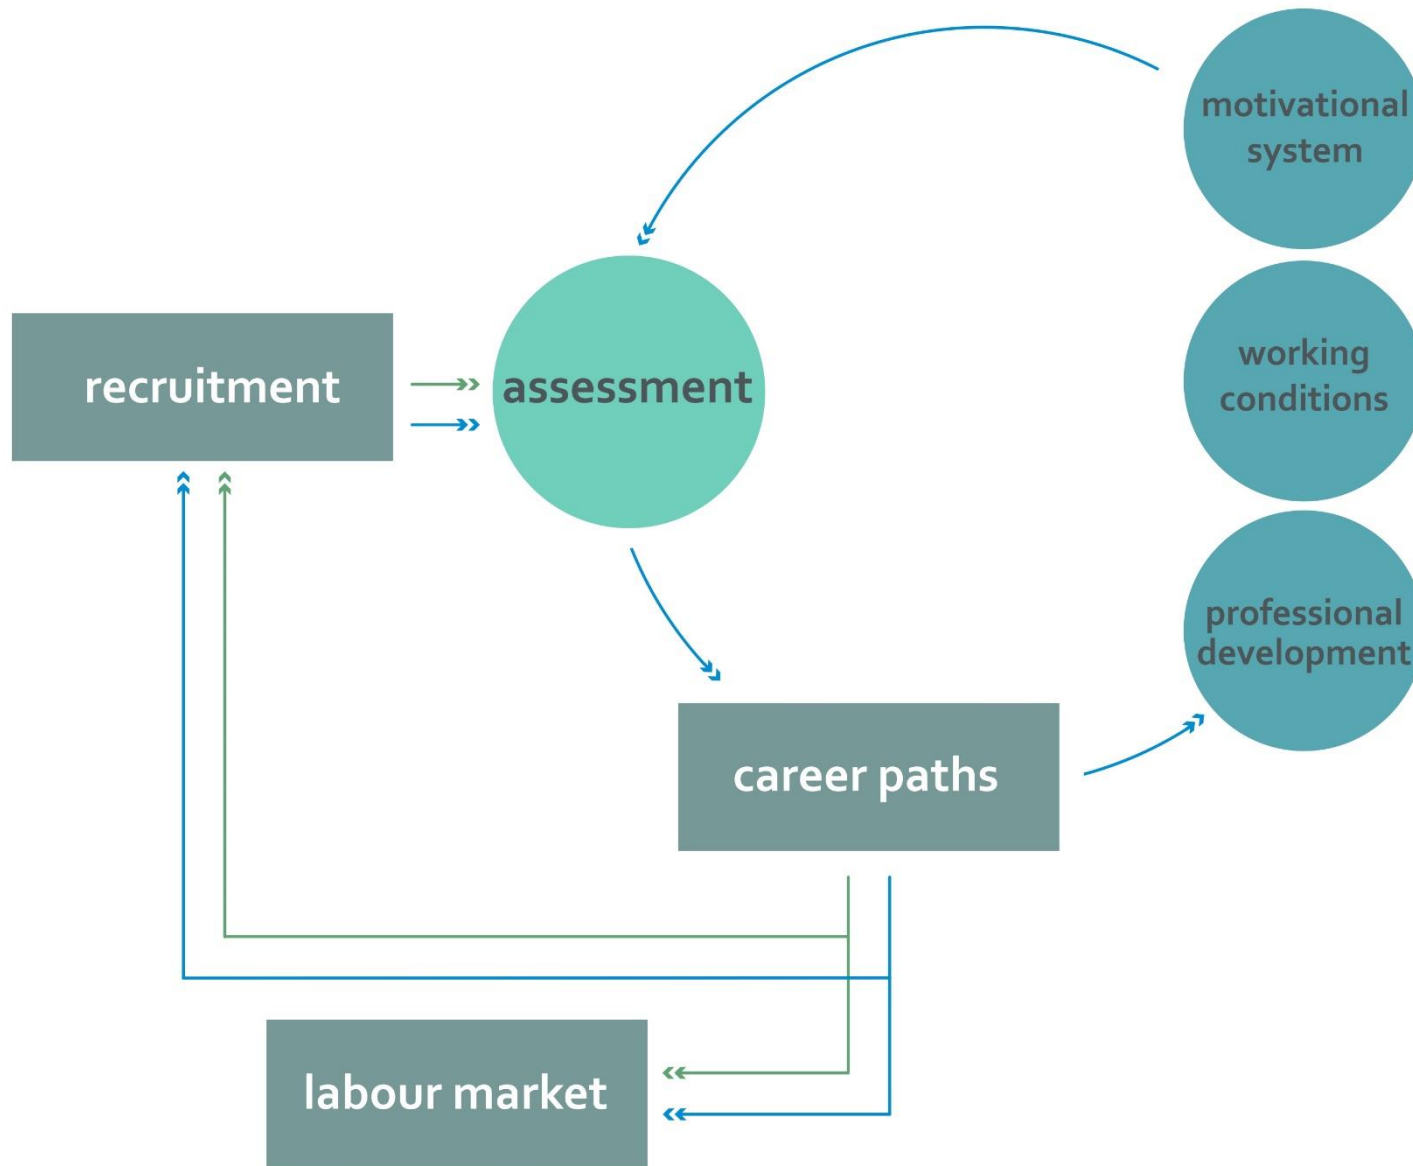 motivational
system
recruitment
assessment
working
conditions
professional
development
career paths
labour market